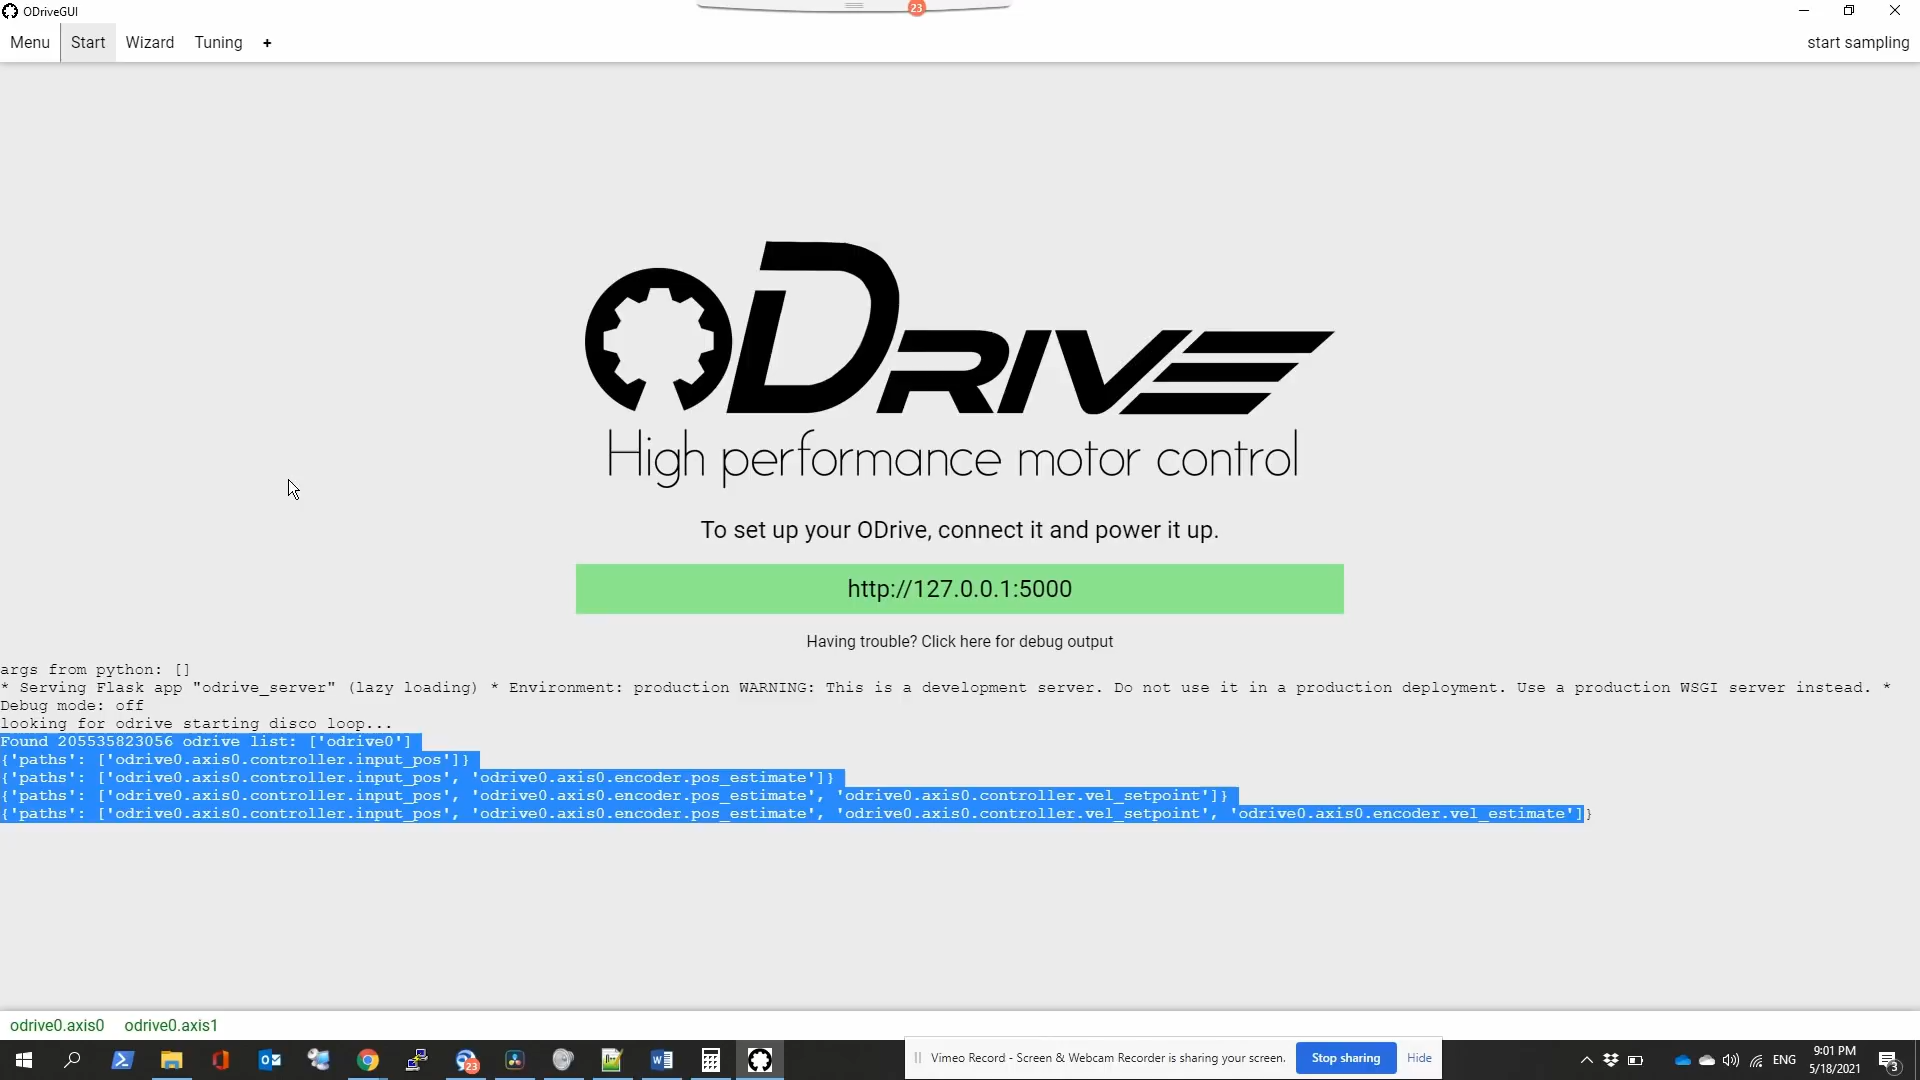 ODriveGUI
23
Menu Start Wizard Tuning +
start sampling
ODrive
High performance motor control
To set up your ODrive, connect it and power it up.
http://127.0.0.1:5000
Having trouble? Click here for debug output
args from python: []
* Serving Flask app "odrive_server" (lazy loading) * Environment: production WARNING: This is a development server. Do not use it in a production deployment. Use a production WSGI server instead. *
Debug mode: off
looking for odrive starting disco loop...
Found 205535823056 odrive list: ['odrive0']
{'paths': ['odrive0.axis0.controller.input_pos']}
{'paths': ['odrive0.axis0.controller.input_pos', 'odrive0.axis0.encoder.pos_estimate']}
{'paths': ['odrive0.axis0.controller.input_pos', 'odrive0.axis0.encoder.pos_estimate', 'odrive0.axis0.controller.vel_setpoint']}
{'paths': ['odrive0.axis0.controller.input_pos', 'odrive0.axis0.encoder.pos_estimate', 'odrive0.axis0.controller.vel_setpoint', 'odrive0.axis0.encoder.vel_estimate']}
odrive0.axis0 odrive0.axis1
23
Vimeo Record - Screen & Webcam Recorder is sharing your screen.
Stop sharing
Hide
ENG
9:01 PM
5/18/2021
3